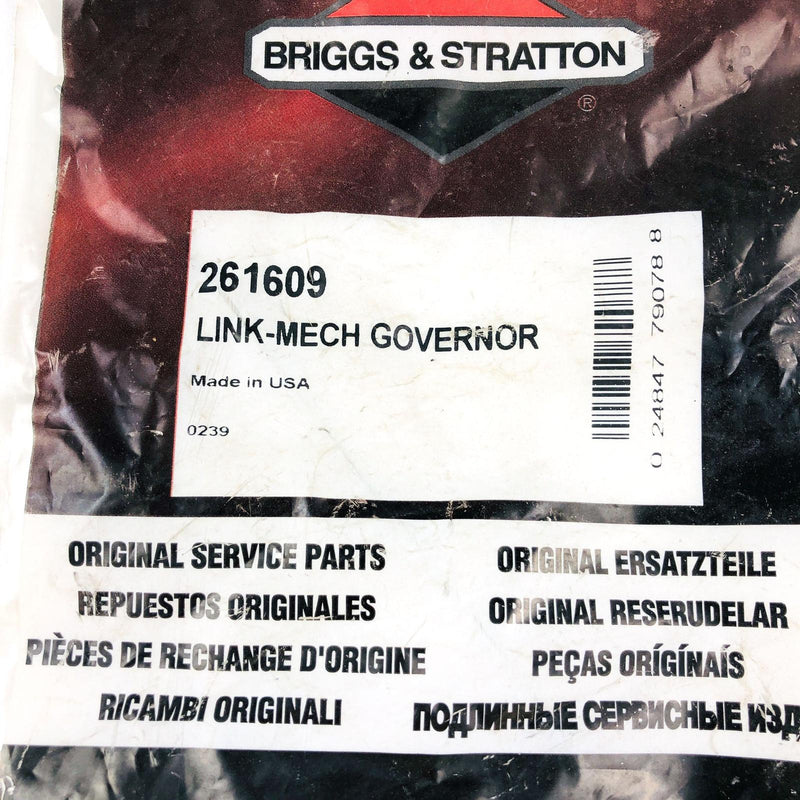 BRIGGS & STRATTON
®
261609
LINK-MECH GOVERNOR
Made in USA
0239
0 24847 79078 8
ORIGINAL SERVICE PARTS
REPUESTOS ORIGINALES
PIÈCES DE RECHANGE D'ORIGINE
RICAMBI ORIGINALI
ORIGINAL ERSATZTEILE
ORIGINAL RESERUDELAR
PEÇAS ORÍGÍNAÍS
ПОДЛИННЫЕ СЕРВИСНЫЕ ИЗД